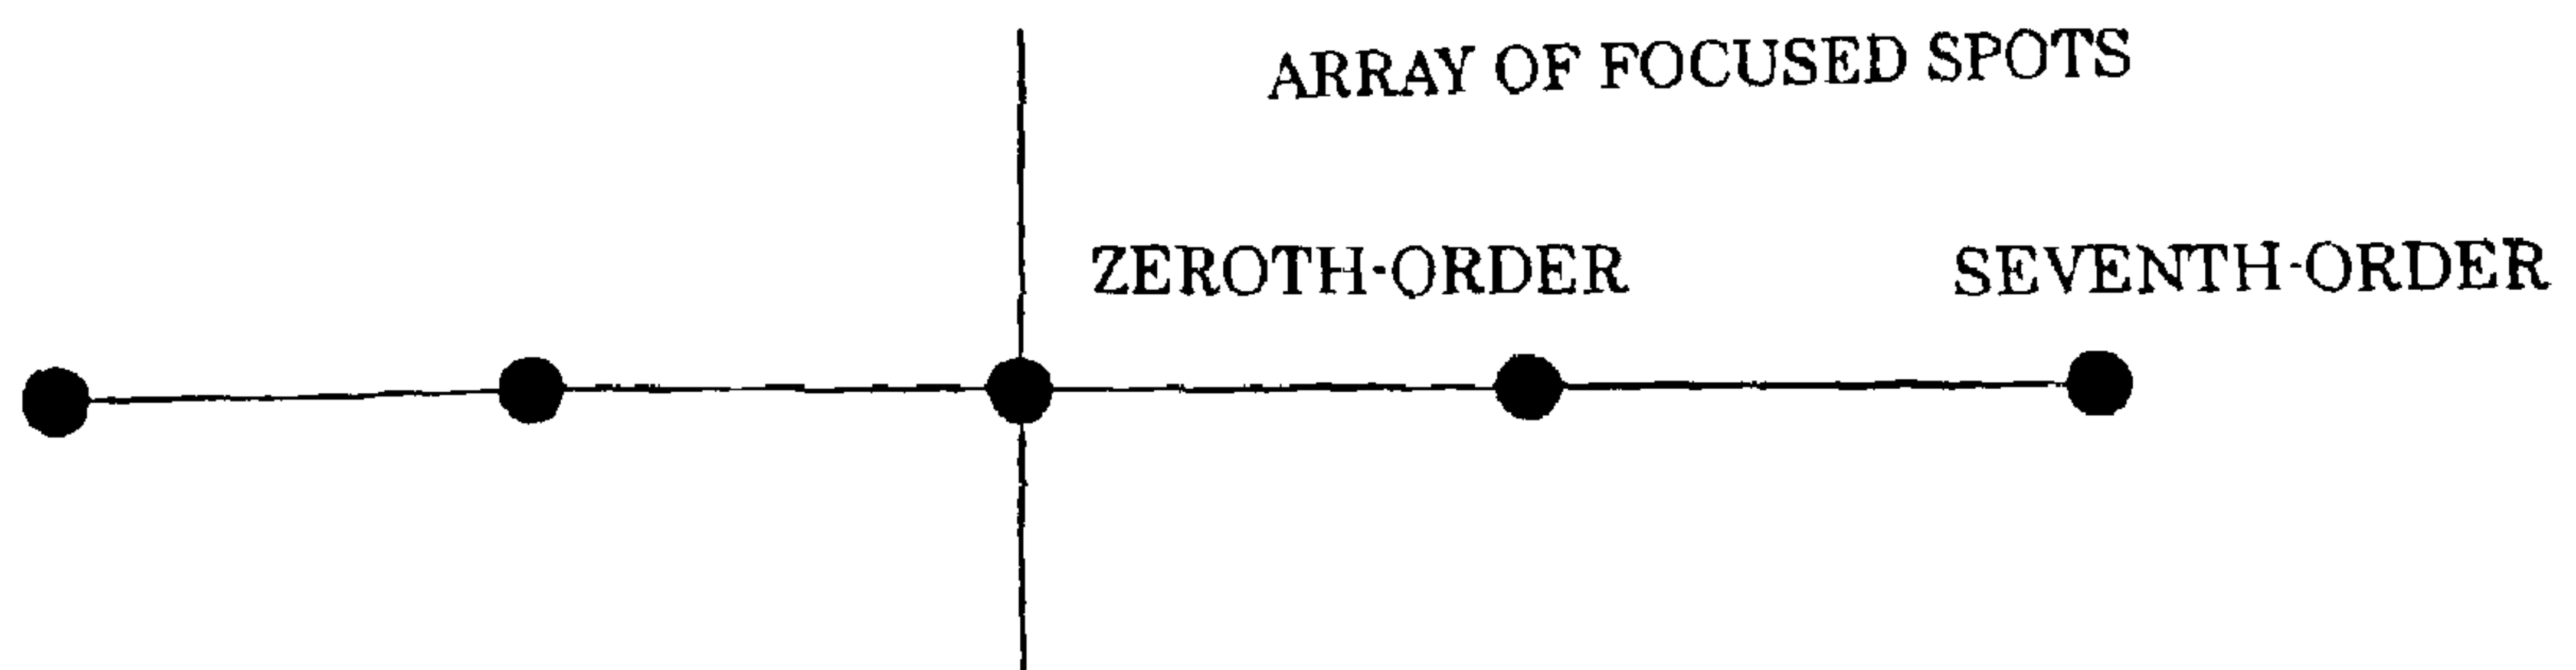 ARRAY OF FOCUSED SPOTS
ZEROTH-ORDER
SEVENTH-ORDER